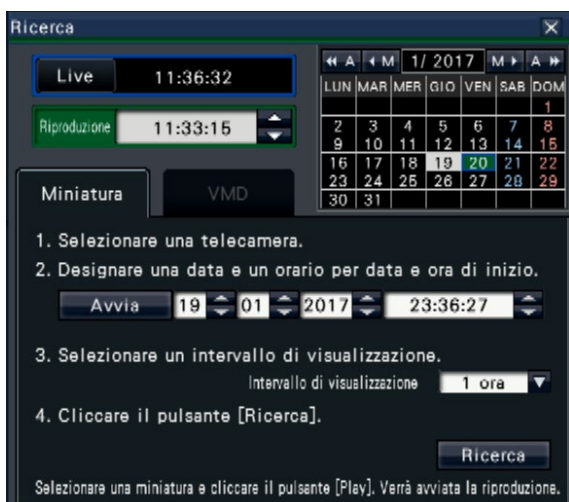 Ricerca
Live 11:36:32
Riproduzione 11:33:15
A M 1/ 2017 M A
LUN MAR MER GIO VEN SAB DOM
1
2 3 4 5 6 7 8
9 10 11 12 13 14 15
16 17 18 19 20 21 22
23 24 25 26 27 28 29
30 31
Miniatura VMD
1. Selezionare una telecamera.
2. Designare una data e un orario per data e ora di inizio.
Avvia 19 01 2017 23:36:27
3. Selezionare un intervallo di visualizzazione.
Intervallo di visualizzazione 1 ora
4. Cliccare il pulsante [Ricerca].
Ricerca
Selezionare una miniatura e cliccare il pulsante [Play]. Verrà avviata la riproduzione.